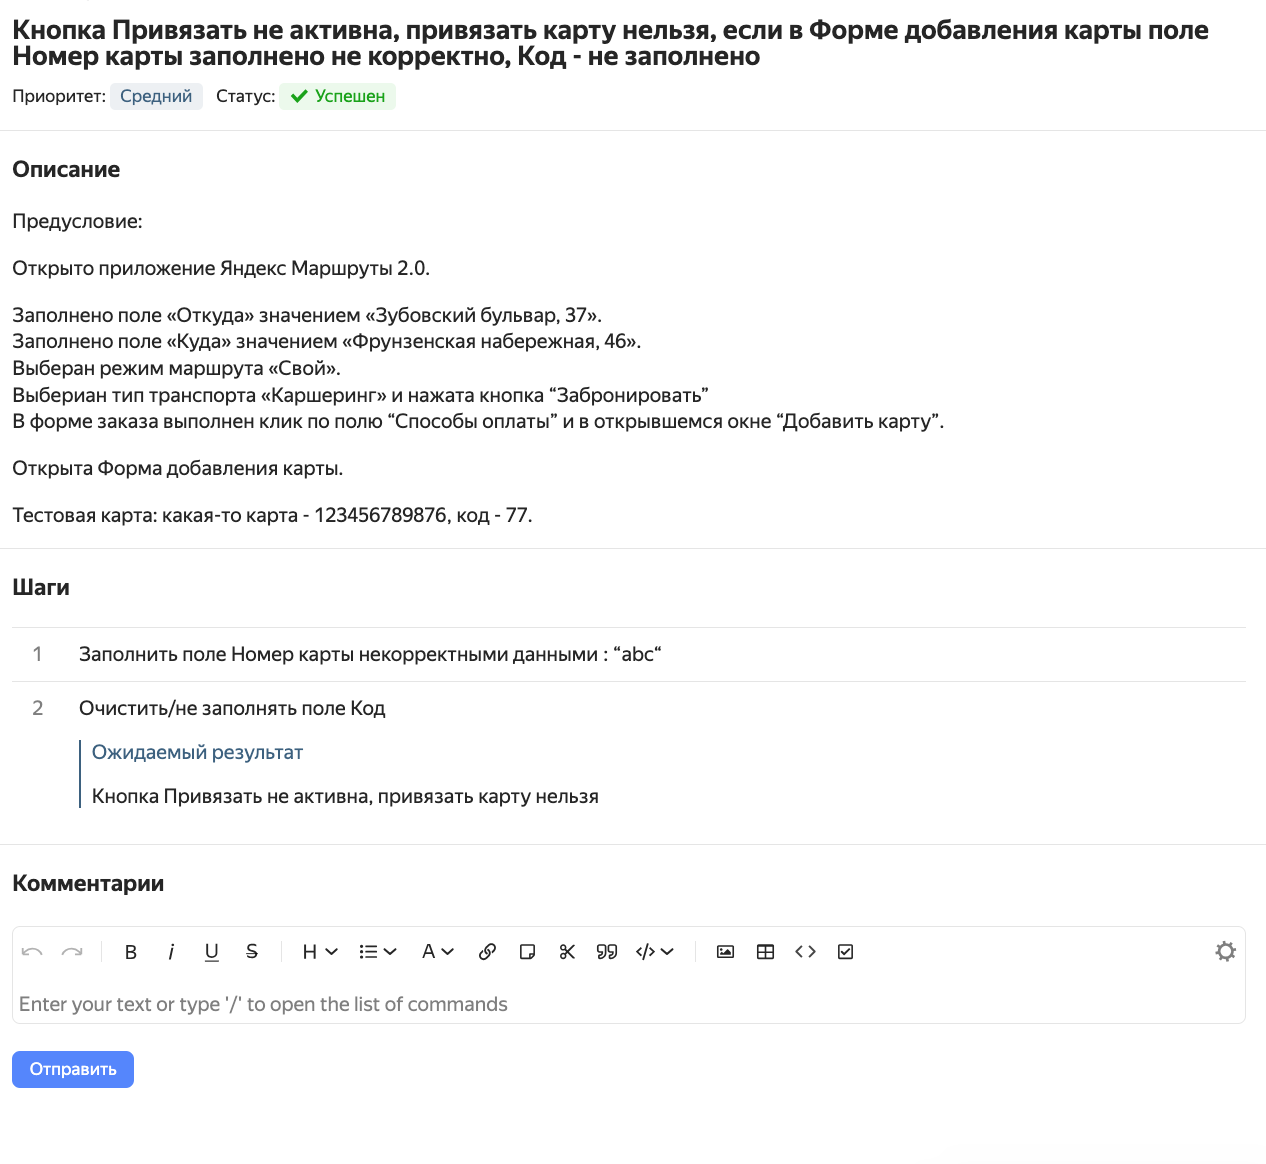 Кнопка Привязать не активна, привязать карту нельзя, если в Форме добавления карты поле
Номер карты заполнено не корректно, Код - не заполнено
Приоритет: Средний Статус: Успешен
Описание
Предусловие:
Открыто приложение Яндекс Маршруты 2.0.
Заполнено поле «Откуда» значением «Зубовский бульвар, 37».
Заполнено поле «Куда» значением «Фрунзенская набережная, 46».
Выберан режим маршрута «Свой».
Выбериан тип транспорта «Каршеринг» и нажата кнопка “Забронировать”
В форме заказа выполнен клик по полю “Способы оплаты” и в открывшемся окне “Добавить карту”.
Открыта Форма добавления карты.
Тестовая карта: какая-то карта - 123456789876, код - 77.
Шаги
1 Заполнить поле Номер карты некорректными данными : “abc“
2 Очистить/не заполнять поле Код
Ожидаемый результат
Кнопка Привязать не активна, привязать карту нельзя
Комментарии
B i U S H A
Enter your text or type '/' to open the list of commands
Отправить